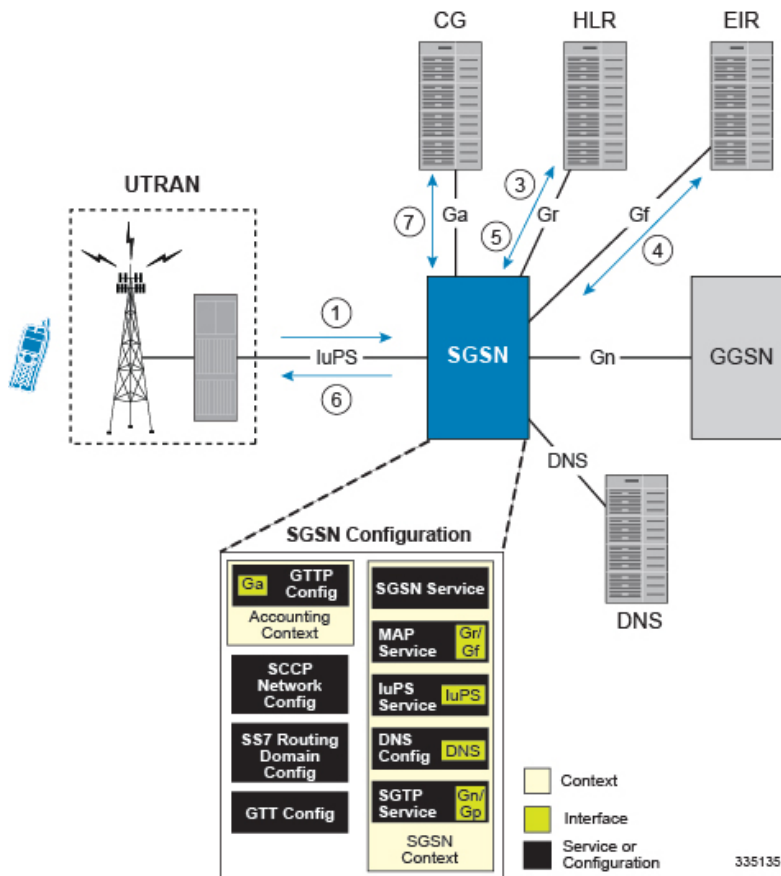 CG
HLR
EIR
UTRAN
3
7
Ga
5
Gr
Gf
4
1
IuPS
6
SGSN
Gn
GGSN
DNS
DNS
SGSN Configuration
Ga
GTTP
Config
Accounting
Context
SCCP
Network
Config
SS7 Routing
Domain
Config
GTT Config
SGSN Service
MAP
Service
Gr/
Gf
IuPS
Service
IuPS
DNS
Config
DNS
SGTP
Service
Gn/
Gp
SGSN
Context
Context
Interface
Service or
Configuration
335135